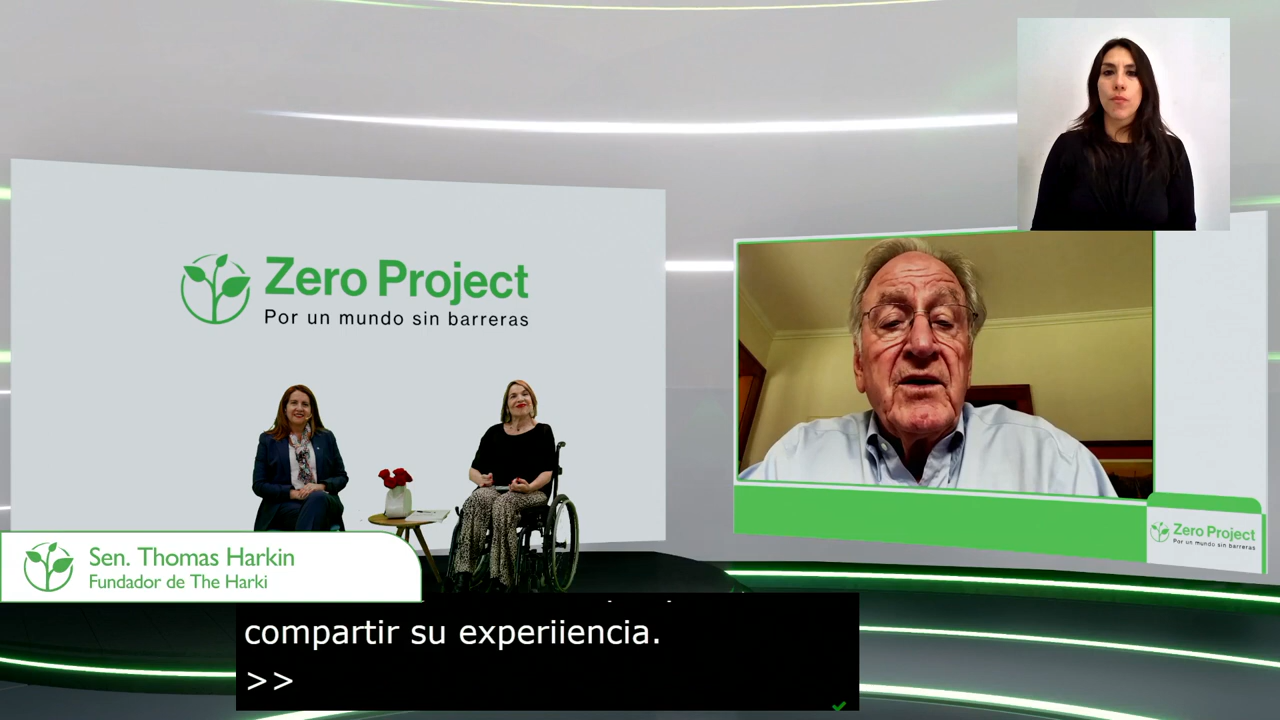 Zero Project
Por un mundo sin barreras
Zero Project
Por un mundo sin barreras
Sen. Thomas Harkin
Fundador de The Harki
compartir su experiiencia.
>>